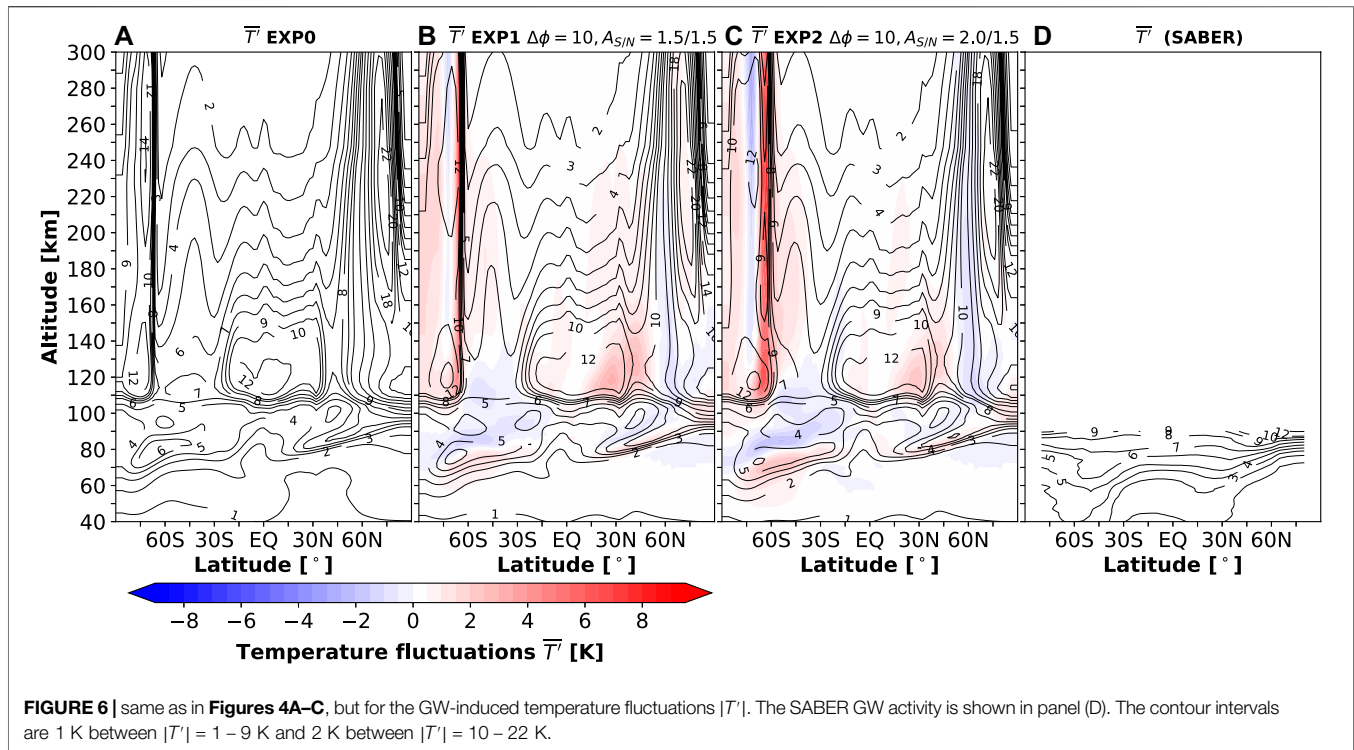 A T̅'̅ EXP0
B T̅'̅ EXP1 Δϕ = 10, A_{S/N} = 1.5/1.5
C T̅'̅ EXP2 Δϕ = 10, A_{S/N} = 2.0/1.5
D T̅'̅ (SABER)
Altitude [km]
300
280
260
240
220
200
180
160
140
120
100
80
60
40
60S 30S EQ 30N 60N
60S 30S EQ 30N 60N
60S 30S EQ 30N 60N
60S 30S EQ 30N 60N
Latitude [°]
Latitude [°]
Latitude [°]
Latitude [°]
−8 −6 −4 −2 0 2 4 6 8
Temperature fluctuations T̅'̅ [K]
FIGURE 6 | same as in Figures 4A–C, but for the GW-induced temperature fluctuations |T'|. The SABER GW activity is shown in panel (D). The contour intervals
are 1 K between |T'| = 1 – 9 K and 2 K between |T'| = 10 – 22 K.